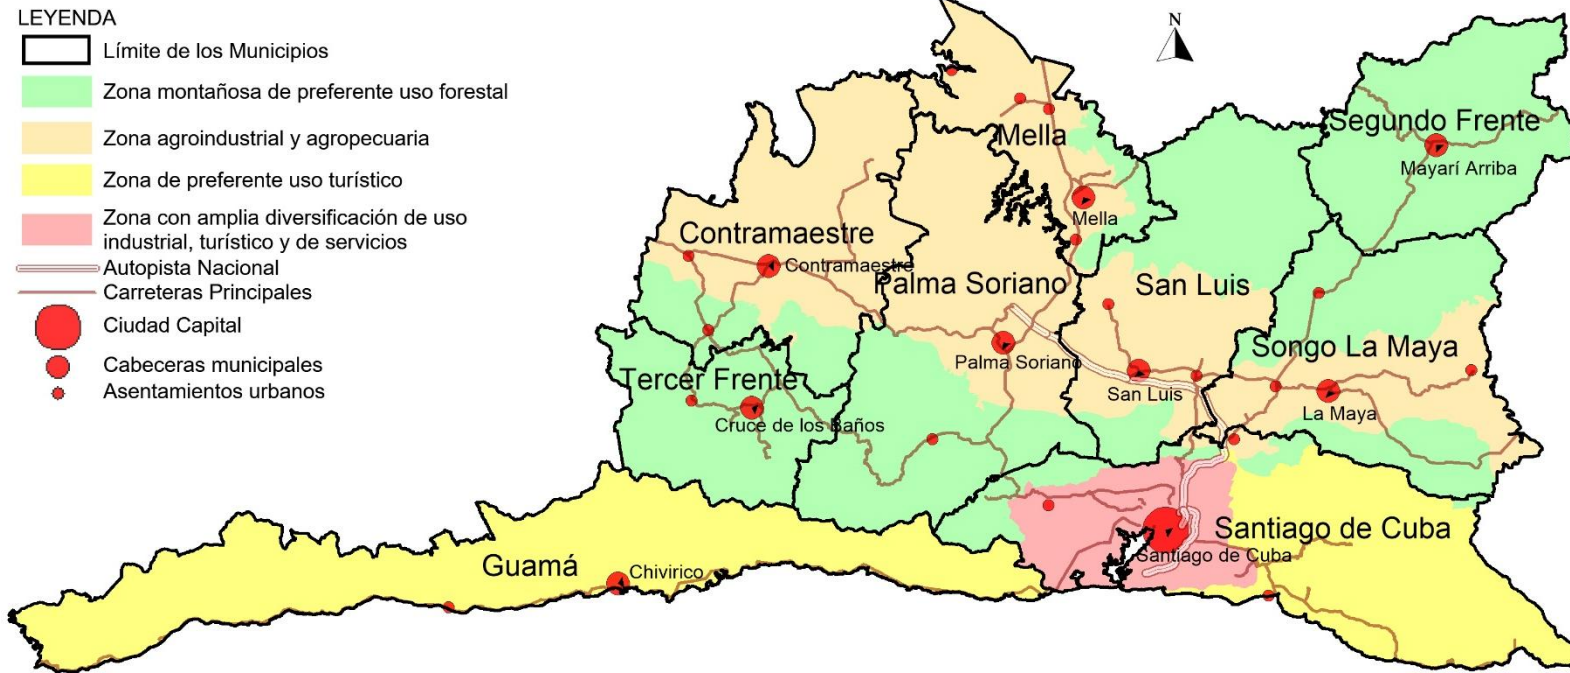 LEYENDA
Límite de los Municipios
Zona montañosa de preferente uso forestal
Zona agroindustrial y agropecuaria
Zona de preferente uso turístico
Zona con amplia diversificación de uso
industrial, turístico y de servicios
Autopista Nacional
Carreteras Principales
Ciudad Capital
Cabeceras municipales
Asentamientos urbanos
N
Mella
Segundo Frente
Mayarí Arriba
Mella
Contramaestre
Contramaestre
Palma Soriano
San Luis
Palma Soriano
Songo La Maya
Tercer Frente
San Luis
La Maya
Cruce de los Baños
Santiago de Cuba
Santiago de Cuba
Guamá
Chivirico